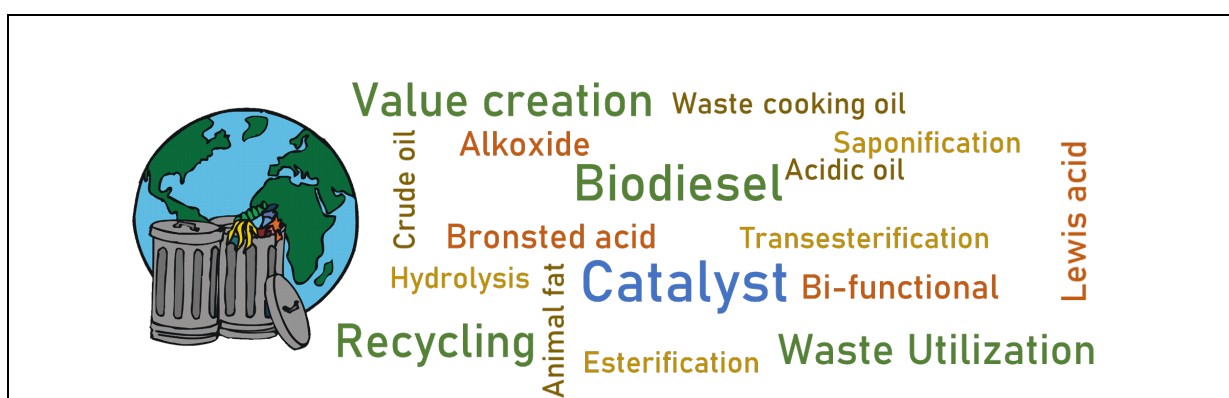 Value creation
Waste cooking oil
Crude oil
Alkoxide
Saponification
Biodiesel
Acidic oil
Lewis acid
Bronsted acid
Transesterification
Hydrolysis
Animal fat
Catalyst
Bi-functional
Recycling
Esterification
Waste Utilization